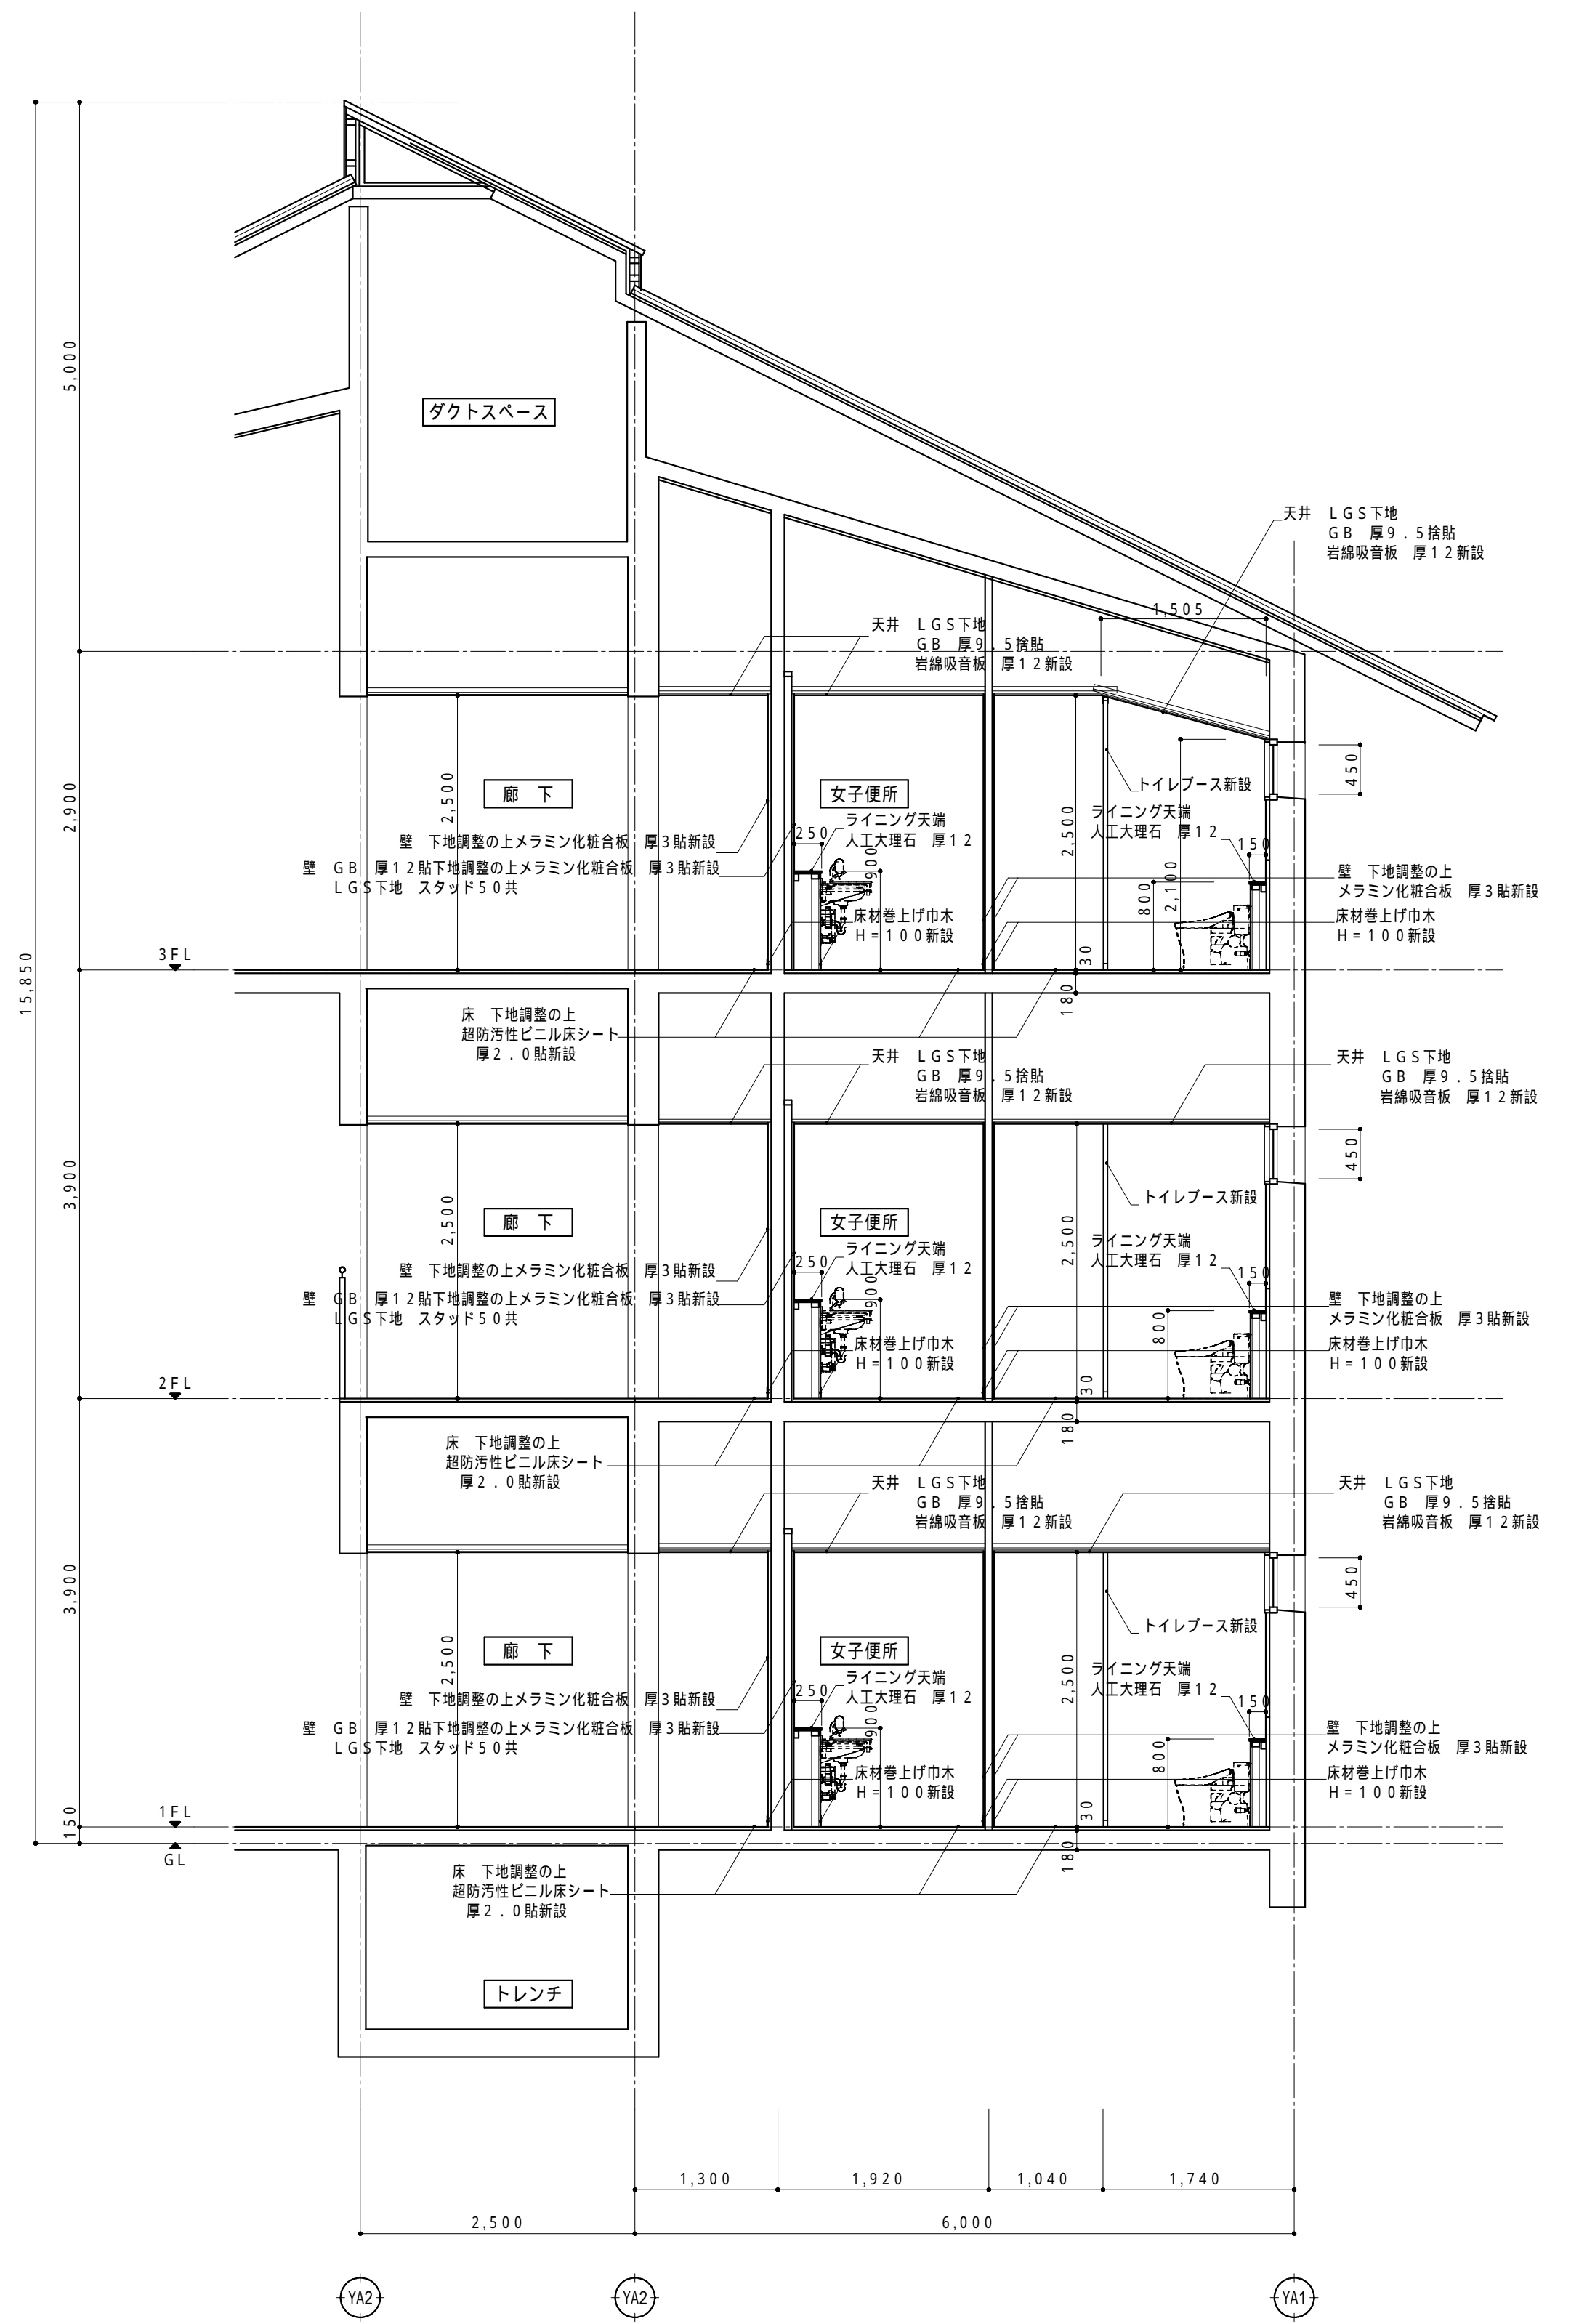 5,000
ダクトスペース
天井　ＬＧＳ下地
ＧＢ　厚９．５捨貼
岩綿吸音板　厚１２新設
1,505
天井　ＬＧＳ下地
ＧＢ　厚９．５捨貼
岩綿吸音板　厚１２新設
2,900
2,500
廊　下
女子便所
450
トイレブース新設
ライニング天端
人工大理石　厚１２
250
900
2,500
ライニング天端
人工大理石　厚１２
150
2,100
800
壁　下地調整の上メラミン化粧合板　厚３貼新設
壁　ＧＢ　厚１２貼下地調整の上メラミン化粧合板　厚３貼新設
ＬＧＳ下地　スタッド５０共
壁　下地調整の上
メラミン化粧合板　厚３貼新設
床材巻上げ巾木
Ｈ＝１００新設
床材巻上げ巾木
Ｈ＝１００新設
15,850
3FL
30
180
床　下地調整の上
超防汚性ビニル床シート
厚２．０貼新設
天井　ＬＧＳ下地
ＧＢ　厚９．５捨貼
岩綿吸音板　厚１２新設
天井　ＬＧＳ下地
ＧＢ　厚９．５捨貼
岩綿吸音板　厚１２新設
3,900
2,500
廊　下
女子便所
450
トイレブース新設
ライニング天端
人工大理石　厚１２
250
900
2,500
ライニング天端
人工大理石　厚１２
150
800
壁　下地調整の上メラミン化粧合板　厚３貼新設
壁　ＧＢ　厚１２貼下地調整の上メラミン化粧合板　厚３貼新設
ＬＧＳ下地　スタッド５０共
壁　下地調整の上
メラミン化粧合板　厚３貼新設
床材巻上げ巾木
Ｈ＝１００新設
床材巻上げ巾木
Ｈ＝１００新設
2FL
30
180
床　下地調整の上
超防汚性ビニル床シート
厚２．０貼新設
天井　ＬＧＳ下地
ＧＢ　厚９．５捨貼
岩綿吸音板　厚１２新設
天井　ＬＧＳ下地
ＧＢ　厚９．５捨貼
岩綿吸音板　厚１２新設
3,900
2,500
廊　下
女子便所
450
トイレブース新設
ライニング天端
人工大理石　厚１２
250
900
2,500
ライニング天端
人工大理石　厚１２
150
800
壁　下地調整の上メラミン化粧合板　厚３貼新設
壁　ＧＢ　厚１２貼下地調整の上メラミン化粧合板　厚３貼新設
ＬＧＳ下地　スタッド５０共
壁　下地調整の上
メラミン化粧合板　厚３貼新設
床材巻上げ巾木
Ｈ＝１００新設
床材巻上げ巾木
Ｈ＝１００新設
150
1FL
GL
30
180
床　下地調整の上
超防汚性ビニル床シート
厚２．０貼新設
トレンチ
1,300
1,920
1,040
1,740
2,500
6,000
YA2
YA2
YA1